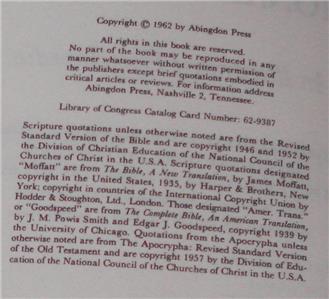 Copyright © 1962 by Abingdon Press
All rights in this book are reserved.
No part of the book may be reproduced in any
manner whatsoever without written permission of
the publishers except brief quotations embodied in
critical articles or reviews. For information address
Abingdon Press, Nashville 2, Tennessee.
Library of Congress Catalog Card Number: 62-9387
Scripture quotations unless otherwise noted are from the Revised
Standard Version of the Bible and are copyright 1946 and 1952 by
the Division of Christian Education of the National Council of the
Churches of Christ in the U.S.A. Scripture quotations designated
"Moffatt" are from The Bible, A New Translation, by James Moffatt,
copyright in the United States, 1935, by Harper & Brothers, New
York; copyright in countries of the International Copyright Union by
Hodder & Stoughton, Ltd., London. Those designated "Amer. Trans."
or "Goodspeed" are from The Complete Bible, An American Translation,
by J. M. Powis Smith and Edgar J. Goodspeed, copyright 1939 by
the University of Chicago. Quotations from the Apocrypha unless
otherwise noted are from The Apocrypha: Revised Standard Version
of the Old Testament and are copyright 1957 by the Division of Edu-
cation of the National Council of the Churches of Christ in the U.S.A.